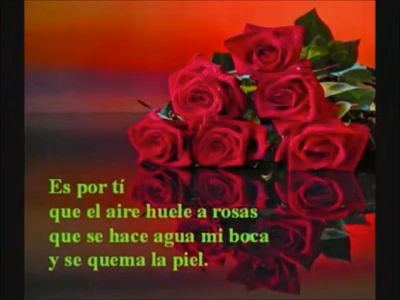 Es por tí
que el aire huele a rosas
que se hace agua mi boca
y se quema la piel.